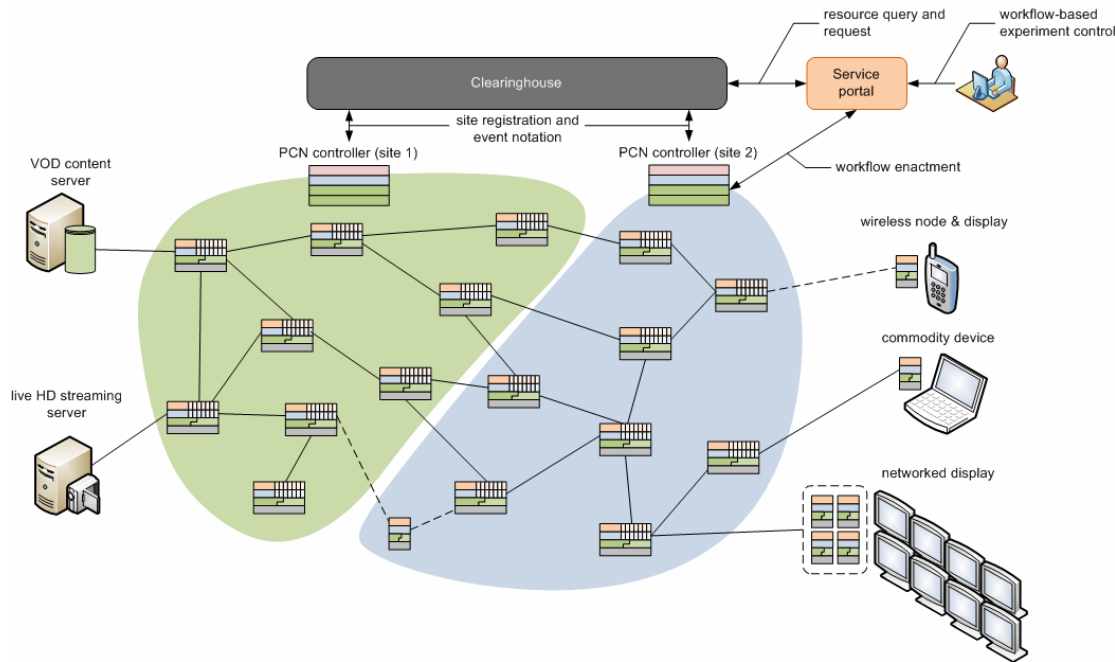 resource query and
request
workflow-based
experiment control
Clearinghouse
Service
portal
site registration and
event notation
PCN controller (site 1)
PCN controller (site 2)
workflow enactment
VOD content
server
wireless node & display
commodity device
live HD streaming
server
networked display